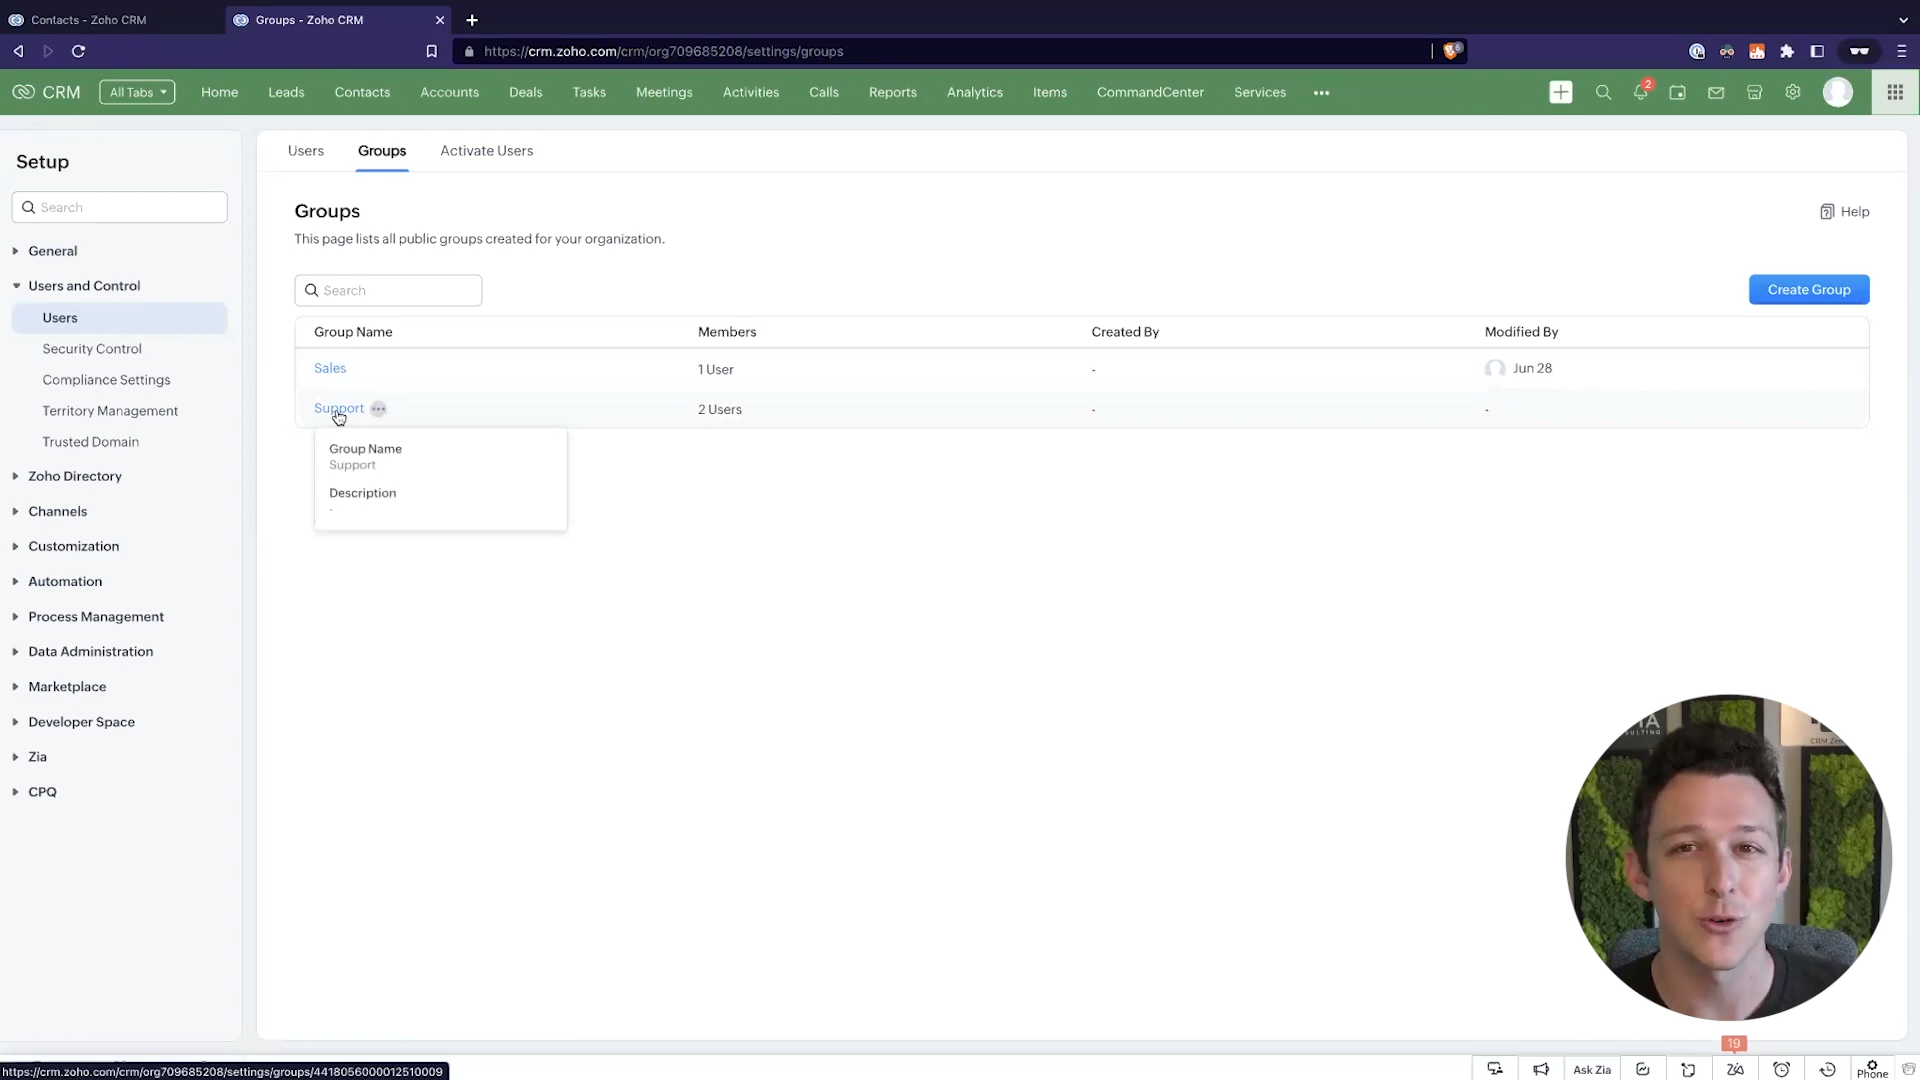 Contacts - Zoho CRM
Groups - Zoho CRM
https://crm.zoho.com/crm/org709685208/settings/groups
6
CRM
All Tabs
Home
Leads
Contacts
Accounts
Deals
Tasks
Meetings
Activities
Calls
Reports
Analytics
Items
CommandCenter
Services
2
Setup
Search
General
Users and Control
Users
Security Control
Compliance Settings
Territory Management
Trusted Domain
Zoho Directory
Channels
Customization
Automation
Process Management
Data Administration
Marketplace
Developer Space
Zia
CPQ
Users
Groups
Activate Users
Groups
Help
This page lists all public groups created for your organization.
Search
Create Group
Group Name
Members
Created By
Modified By
Sales
1 User
-
Jun 28
Support
2 Users
-
-
Group Name
Support
Description
CRM Zen
19
https://crm.zoho.com/crm/org709685208/settings/groups/4418056000012510009
Ask Zia
Phone